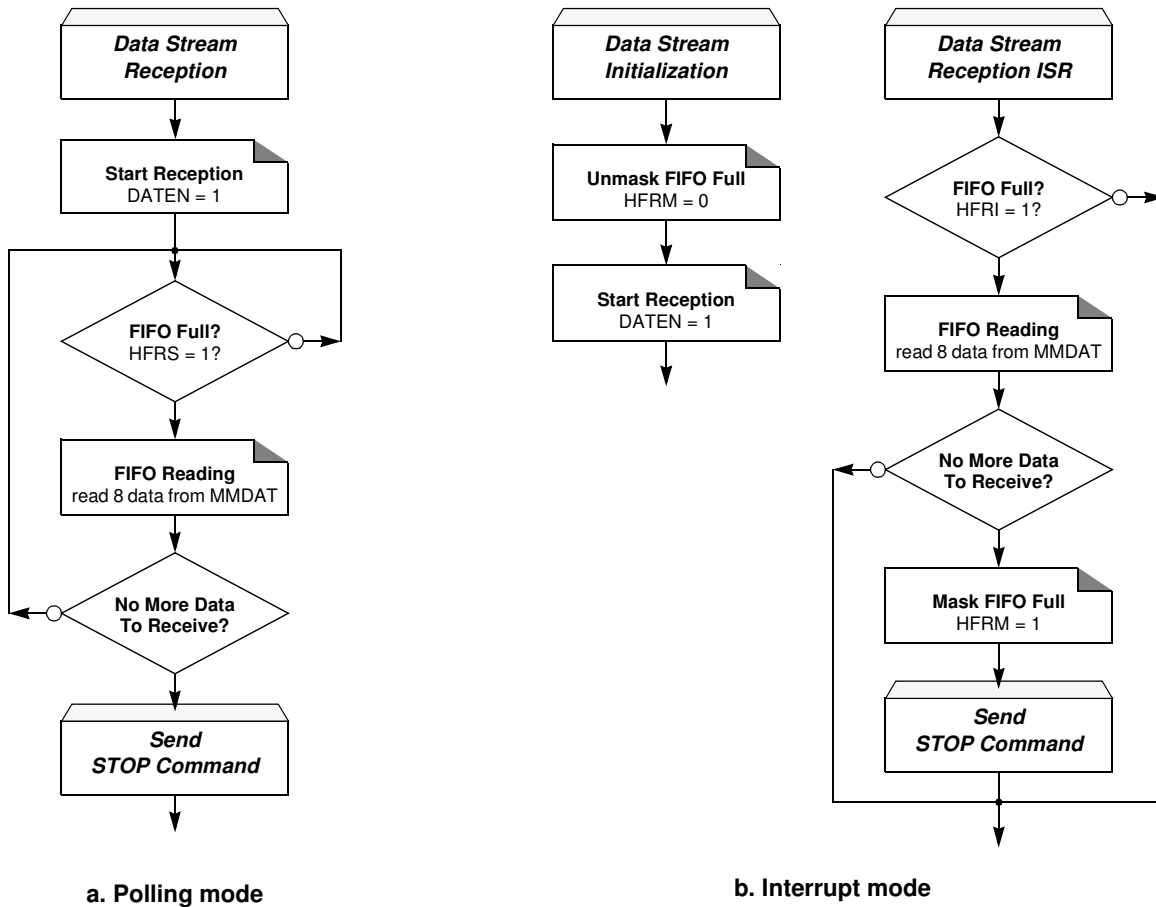 Data Stream
Reception
Start Reception
DATEN = 1
FIFO Full?
HFRS = 1?
FIFO Reading
read 8 data from MMDAT
No More Data
To Receive?
Send
STOP Command
a. Polling mode
Data Stream
Initialization
Unmask FIFO Full
HFRM = 0
Start Reception
DATEN = 1
Data Stream
Reception ISR
FIFO Full?
HFRI = 1?
FIFO Reading
read 8 data from MMDAT
No More Data
To Receive?
Mask FIFO Full
HFRM = 1
Send
STOP Command
b. Interrupt mode